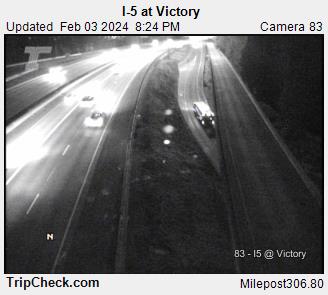 I-5 at Victory
Updated Feb 03 2024 8:24 PM Camera 83
T
N
83 - I5 @ Victory
TripCheck.com Milepost306.80